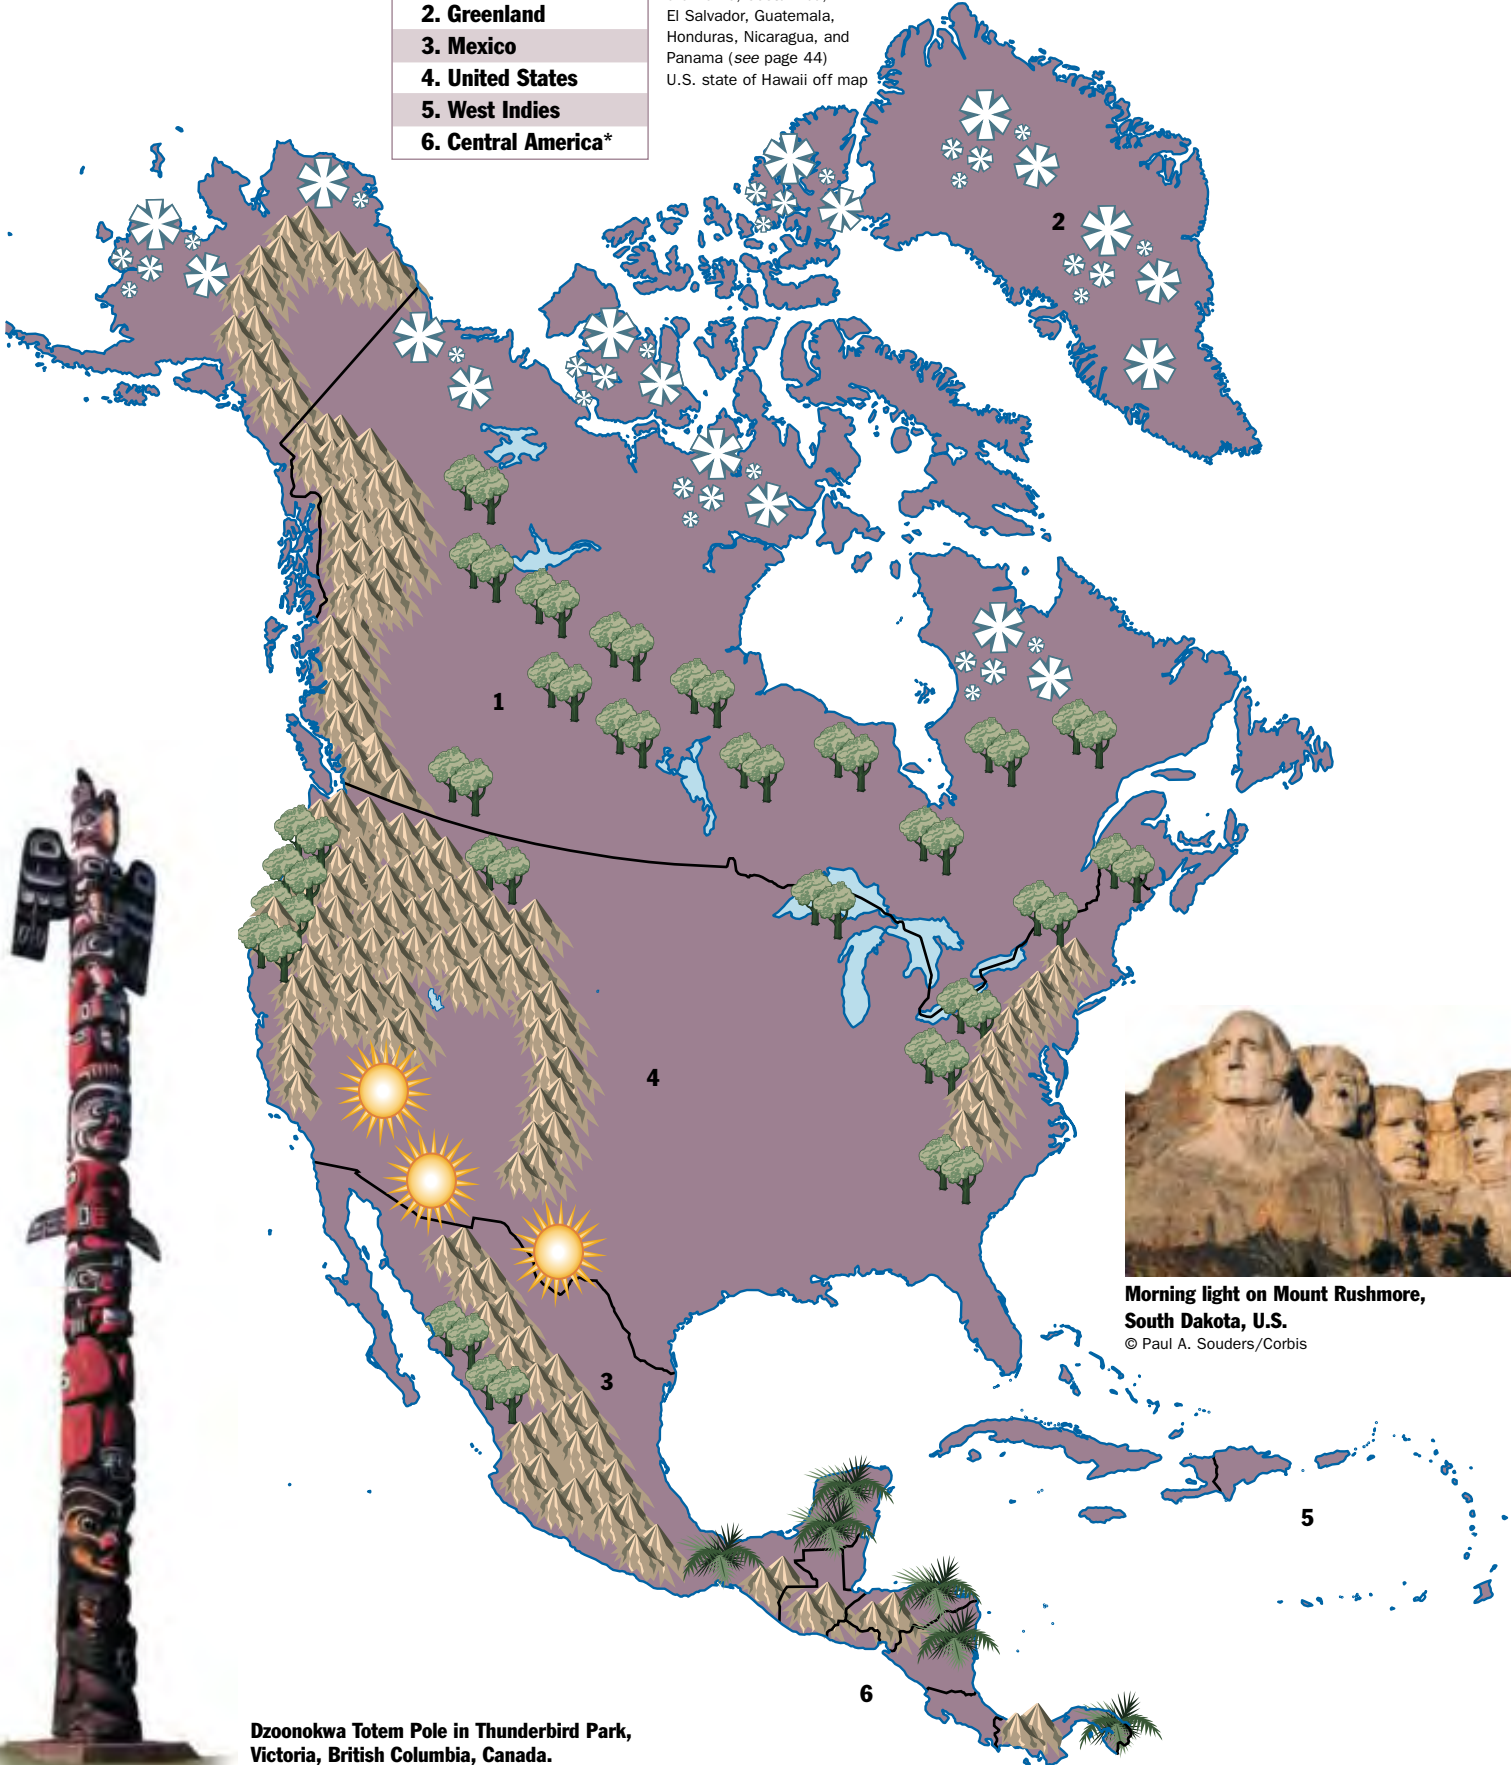 2. Greenland
3. Mexico
4. United States
5. West Indies
6. Central America*
El Salvador, Guatemala,
Honduras, Nicaragua, and
Panama (see page 44)
U.S. state of Hawaii off map
2
1
4
3
5
6
Morning light on Mount Rushmore,
South Dakota, U.S.
© Paul A. Souders/Corbis
Dzoonokwa Totem Pole in Thunderbird Park,
Victoria, British Columbia, Canada.